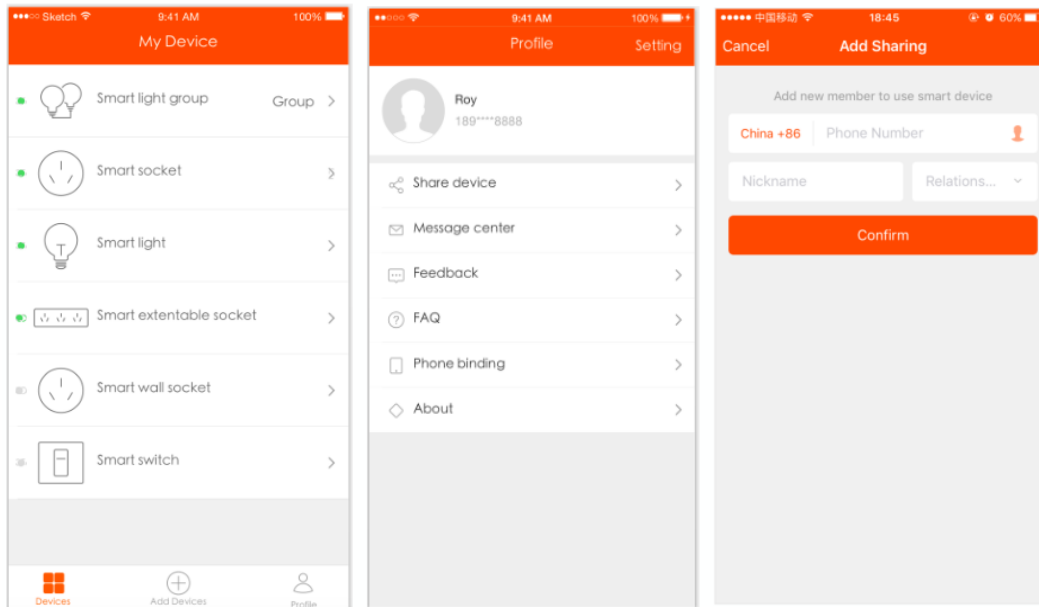 Sketch 9:41 AM 100%
My Device
Smart light group Group
Smart socket
Smart light
Smart extentable socket
Smart wall socket
Smart switch
Devices Add Devices Profile
9:41 AM 100%
Profile Setting
Roy
189****8888
Share device
Message center
Feedback
FAQ
Phone binding
About
中国移动 18:45 60%
Cancel Add Sharing
Add new member to use smart device
China +86 Phone Number
Nickname Relations...
Confirm